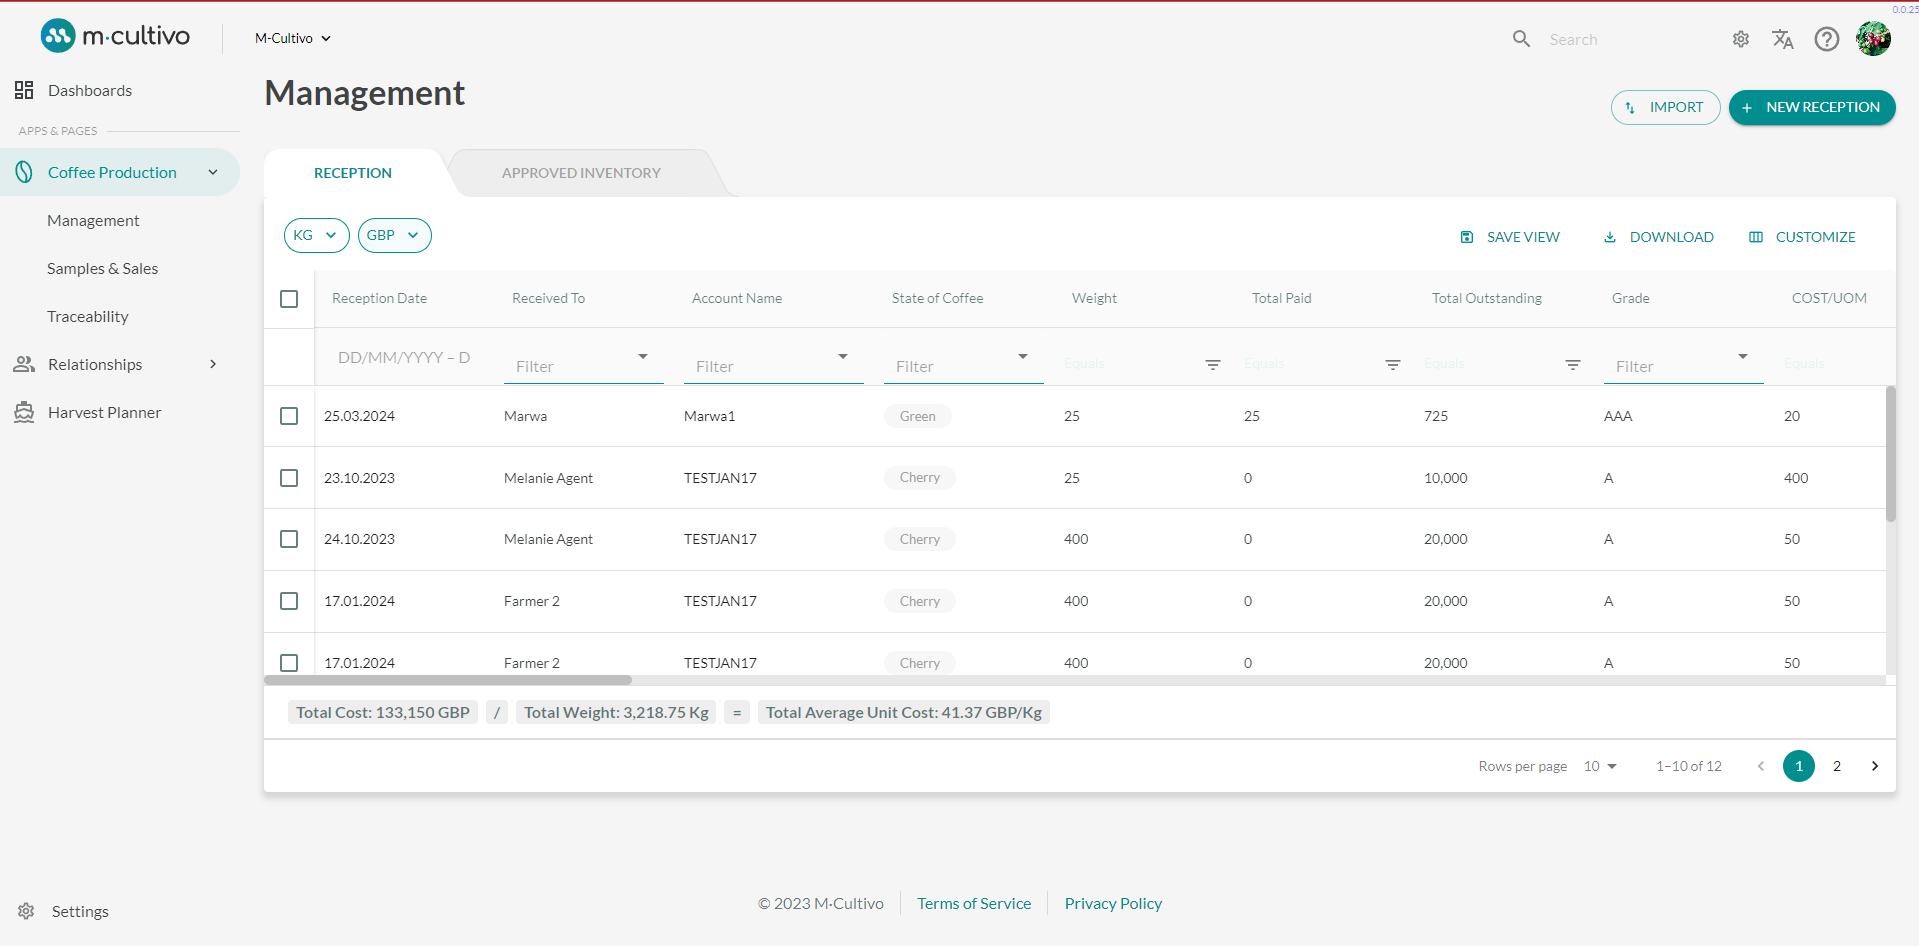 0.0.25
m·cultivo
M-Cultivo
Search
Dashboards
APPS & PAGES
Coffee Production
Management
Samples & Sales
Traceability
Relationships
Harvest Planner
Settings
Management
IMPORT
+ NEW RECEPTION
RECEPTION APPROVED INVENTORY
KG GBP SAVE VIEW DOWNLOAD CUSTOMIZE
Reception Date Received To Account Name State of Coffee Weight Total Paid Total Outstanding Grade COST/UOM
DD/MM/YYYY – D Filter Filter Filter Equals Equals Equals Filter Equals
25.03.2024 Marwa Marwa1 Green 25 25 725 AAA 20
23.10.2023 Melanie Agent TESTJAN17 Cherry 25 0 10,000 A 400
24.10.2023 Melanie Agent TESTJAN17 Cherry 400 0 20,000 A 50
17.01.2024 Farmer 2 TESTJAN17 Cherry 400 0 20,000 A 50
17.01.2024 Farmer 2 TESTJAN17 Cherry 400 0 20,000 A 50
Total Cost: 133,150 GBP / Total Weight: 3,218.75 Kg = Total Average Unit Cost: 41.37 GBP/Kg
Rows per page 10 1–10 of 12 1 2
© 2023 M·Cultivo Terms of Service Privacy Policy